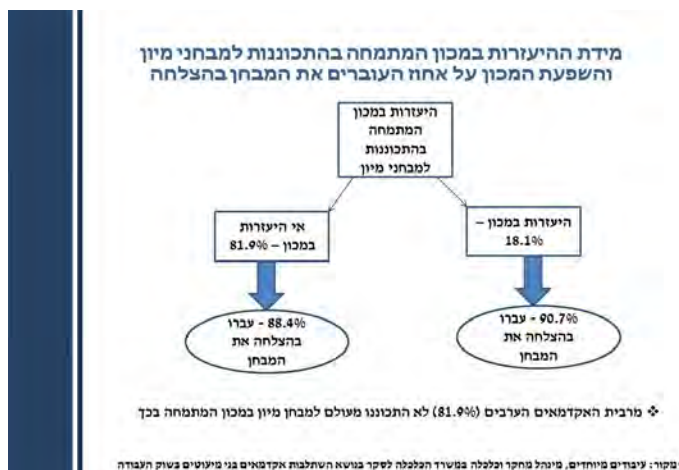 מידת ההיעזרות במכון המתמחה בהתכוננות למבחני מיון
והשפעת המכון על אחוז העוברים את המבחן בהצלחה
היעזרות במכון
המתמחה
בהתכוננות
למבחני מיון
היעזרות במכון –
18.1%
אי היעזרות
במכון – 81.9%
90.7% - עברו
בהצלחה את
המבחן
88.4% - עברו
בהצלחה את
המבחן
❖ מרבית האקדמאים הערבים (81.9%) לא התכוננו מעולם למבחן מיון במכון המתמחה בכך
מקור: עיבודים מיוחדים, מינהל מחקר וכלכלה במשרד הכלכלה לסקר בנושא השתלבות אקדמאים בני מיעוטים בשוק העבודה